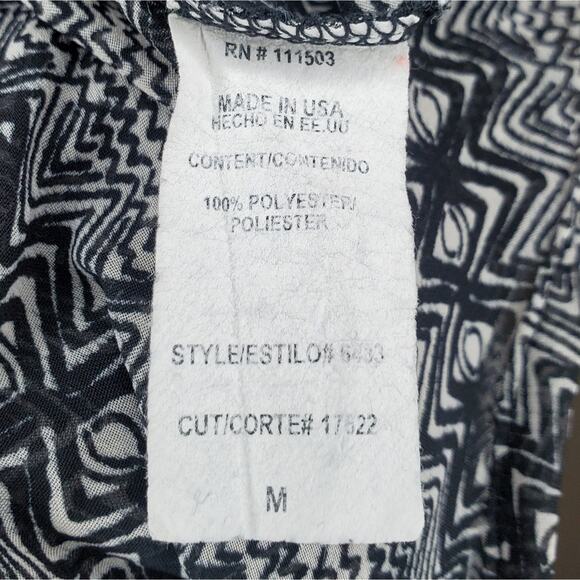 RN # 111503
MADE IN USA
HECHO EN EE.UU
CONTENT/CONTENIDO
100% POLYESTER/
POLIESTER
STYLE/ESTILO#
CUT/CORTE#
M